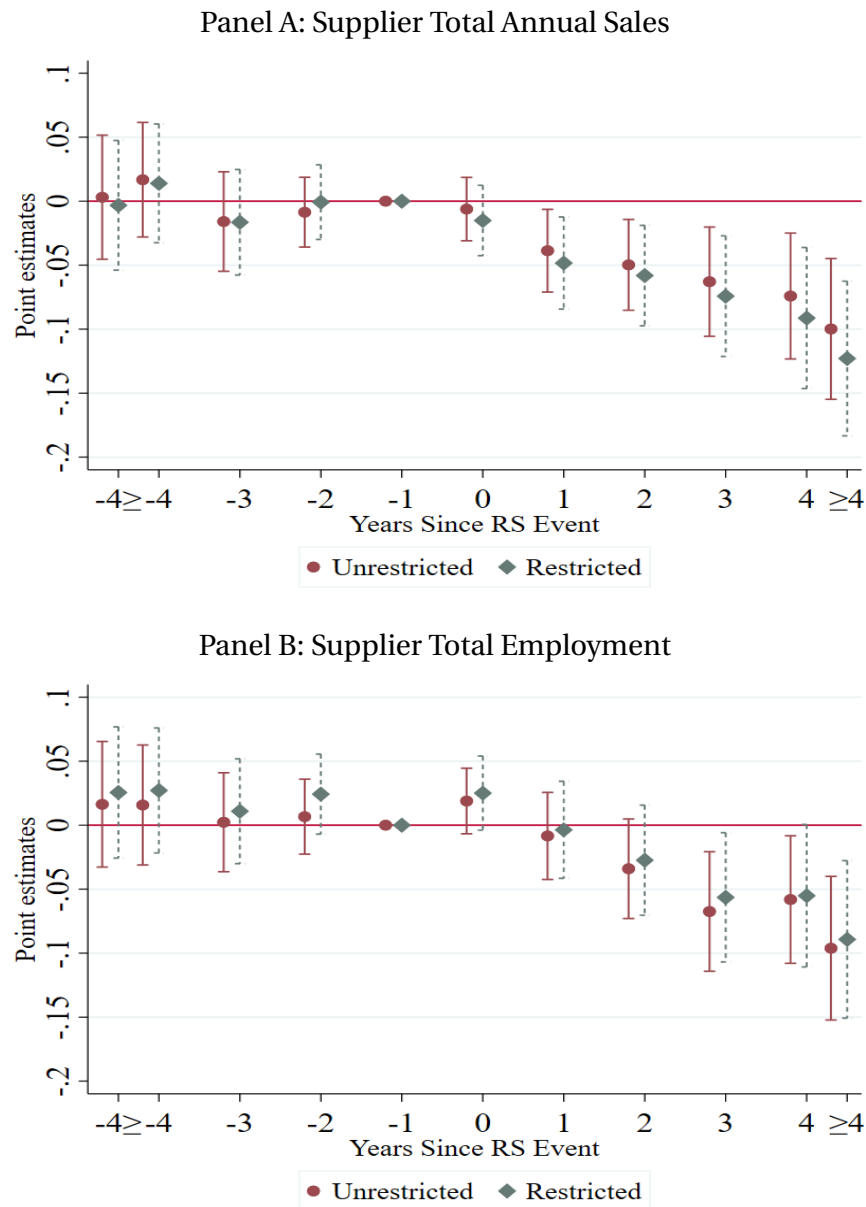 Panel A: Supplier Total Annual Sales
.1
.05
0
-.05
-.1
-.15
-.2
Point estimates
-4≥ -4 -3 -2 -1 0 1 2 3 4 ≥4
Years Since RS Event
Unrestricted Restricted
Panel B: Supplier Total Employment
.1
.05
0
-.05
-.1
-.15
-.2
Point estimates
-4≥ -4 -3 -2 -1 0 1 2 3 4 ≥4
Years Since RS Event
Unrestricted Restricted